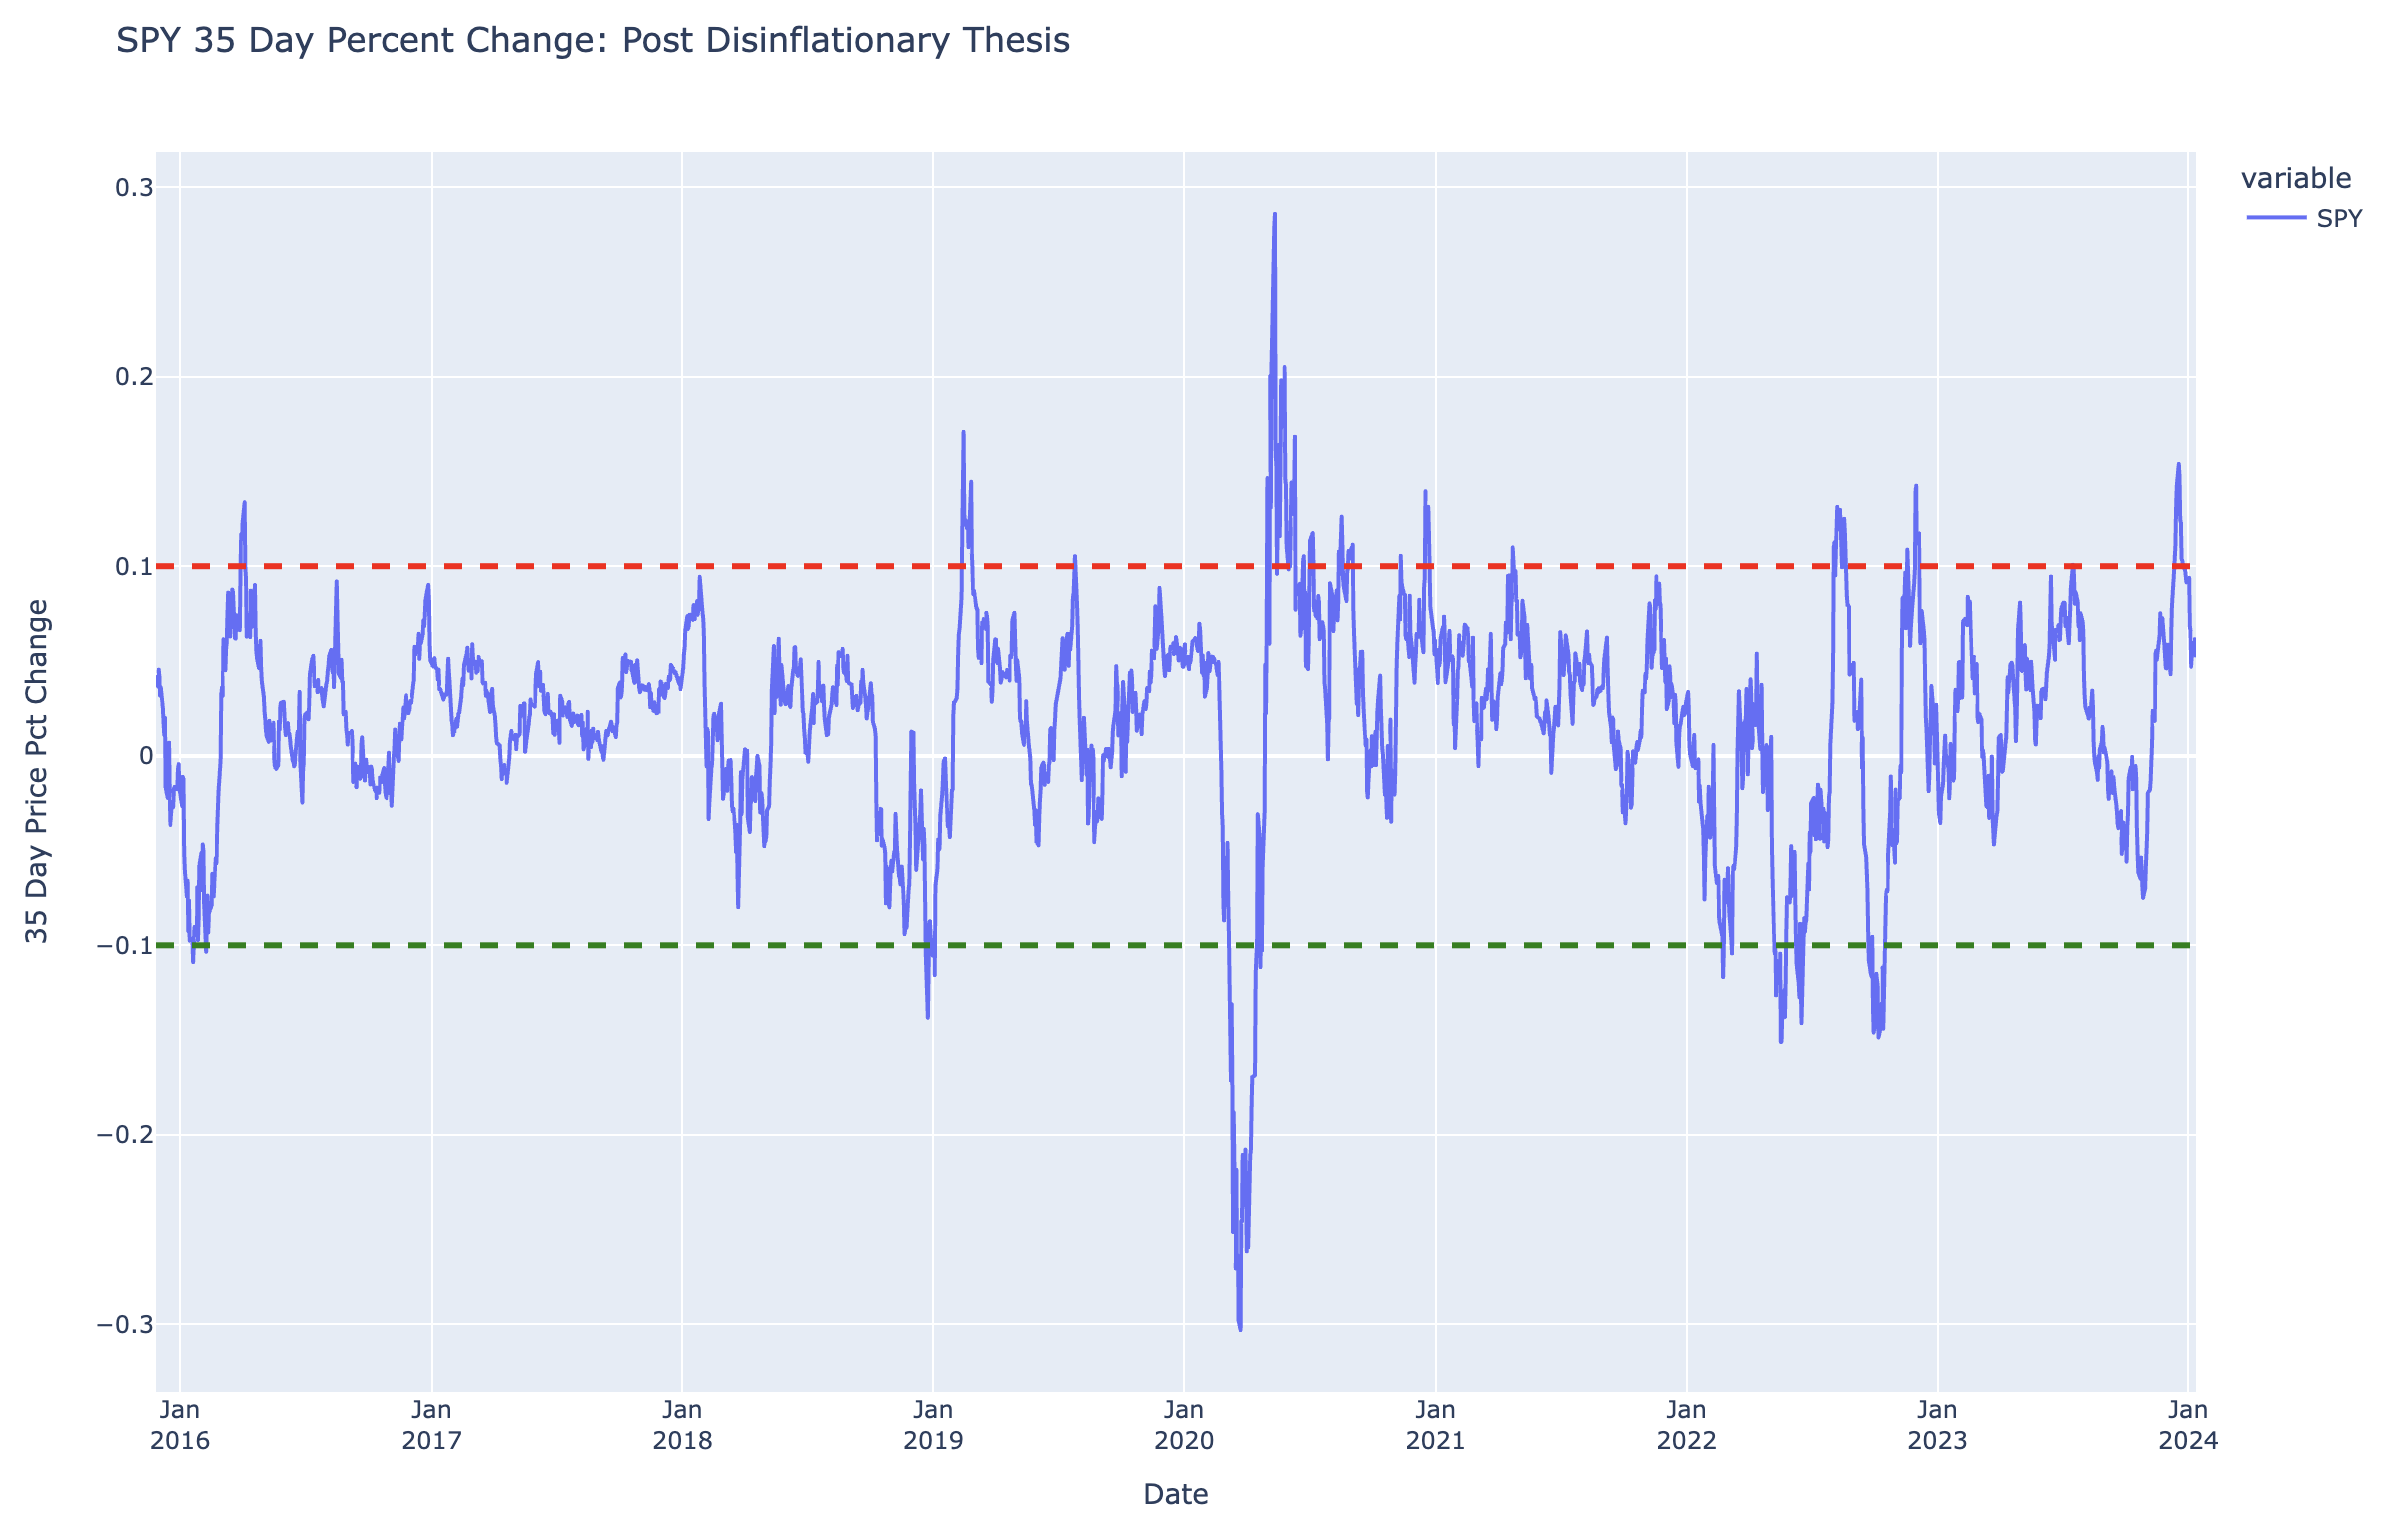 SPY 35 Day Percent Change: Post Disinflationary Thesis
variable
SPY
35 Day Price Pct Change
0.3
0.2
0.1
0
−0.1
−0.2
−0.3
Jan
2016
Jan
2017
Jan
2018
Jan
2019
Jan
2020
Jan
2021
Jan
2022
Jan
2023
Jan
2024
Date